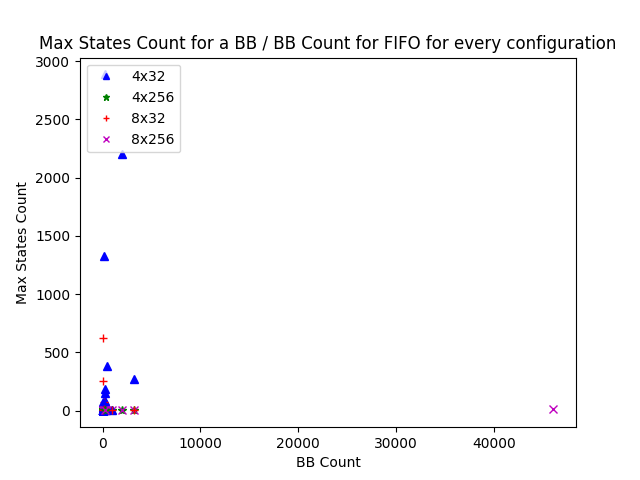 Max States Count for a BB / BB Count for FIFO for every configuration
3000
2500
2000
1500
1000
500
0
Max States Count
4x32
4x256
8x32
8x256
0
10000
20000
30000
40000
BB Count